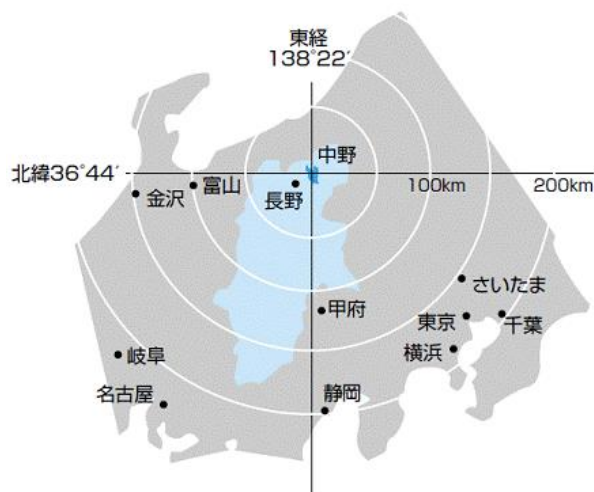 東経
138°22′
中野
北緯36°44′
100km
200km
富山
金沢
長野
さいたま
甲府
東京
千葉
横浜
岐阜
名古屋
静岡